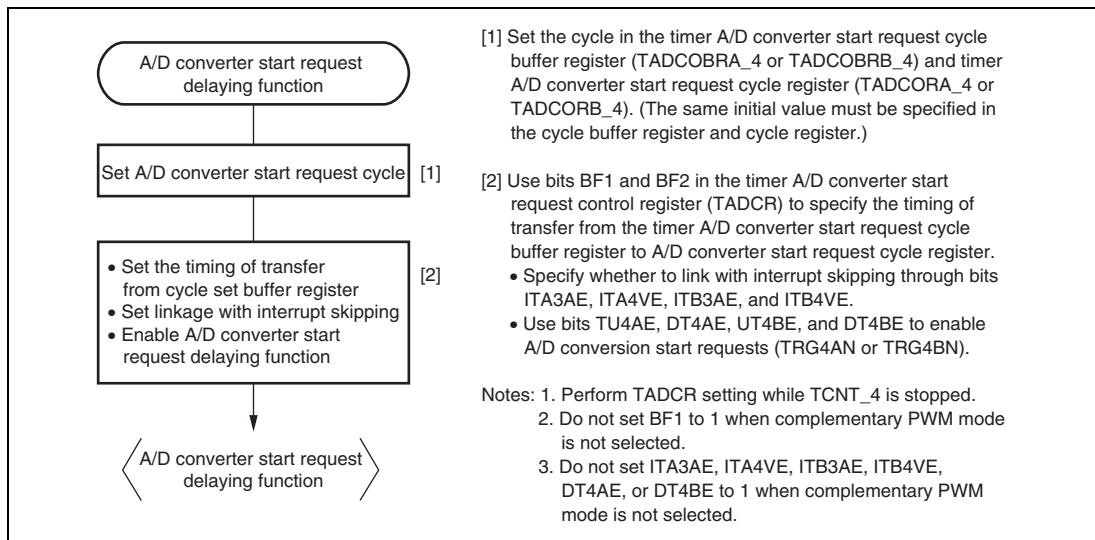 A/D converter start request
delaying function
Set A/D converter start request cycle [1]
• Set the timing of transfer
from cycle set buffer register
• Set linkage with interrupt skipping
• Enable A/D converter start
request delaying function
[2]
A/D converter start request
delaying function
[1] Set the cycle in the timer A/D converter start request cycle
buffer register (TADCOBRA_4 or TADCOBRB_4) and timer
A/D converter start request cycle register (TADCORA_4 or
TADCORB_4). (The same initial value must be specified in
the cycle buffer register and cycle register.)
[2] Use bits BF1 and BF2 in the timer A/D converter start
request control register (TADCR) to specify the timing of
transfer from the timer A/D converter start request cycle
buffer register to A/D converter start request cycle register.
• Specify whether to link with interrupt skipping through bits
ITA3AE, ITA4VE, ITB3AE, and ITB4VE.
• Use bits TU4AE, DT4AE, UT4BE, and DT4BE to enable
A/D conversion start requests (TRG4AN or TRG4BN).
Notes: 1. Perform TADCR setting while TCNT_4 is stopped.
2. Do not set BF1 to 1 when complementary PWM mode
is not selected.
3. Do not set ITA3AE, ITA4VE, ITB3AE, ITB4VE,
DT4AE, or DT4BE to 1 when complementary PWM
mode is not selected.